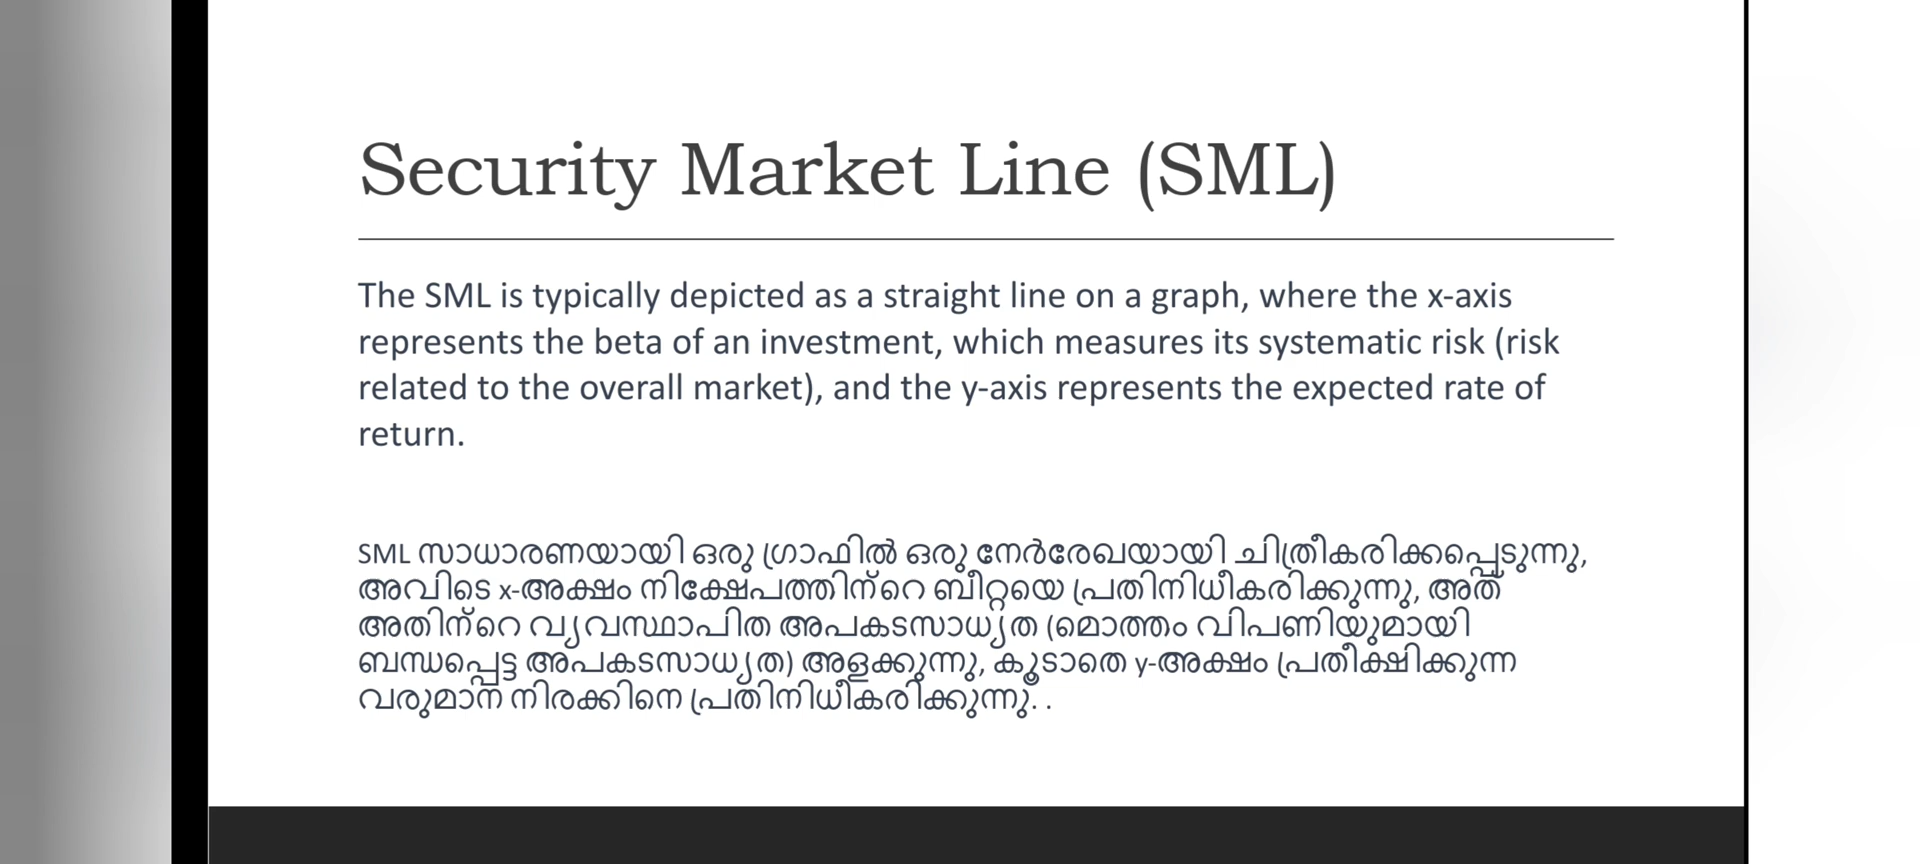 Security Market Line (SML)
The SML is typically depicted as a straight line on a graph, where the x-axis
represents the beta of an investment, which measures its systematic risk (risk
related to the overall market), and the y-axis represents the expected rate of
return.
SML സാധാരണയായി ഒരു ഗ്രാഫിൽ ഒരു നേർരേഖയായി ചിത്രീകരിക്കപ്പെടുന്നു,
അവിടെ x-അക്ഷം നിക്ഷേപത്തിന്റെ ബീറ്റയെ പ്രതിനിധീകരിക്കുന്നു, അത്
അതിന്റെ വ്യവസ്ഥാപിത അപകടസാധ്യത (മൊത്തം വിപണിയുമായി
ബന്ധപ്പെട്ട അപകടസാധ്യത) അളക്കുന്നു, കൂടാതെ y-അക്ഷം പ്രതീക്ഷിക്കുന്ന
വരുമാന നിരക്കിനെ പ്രതിനിധീകരിക്കുന്നു. .